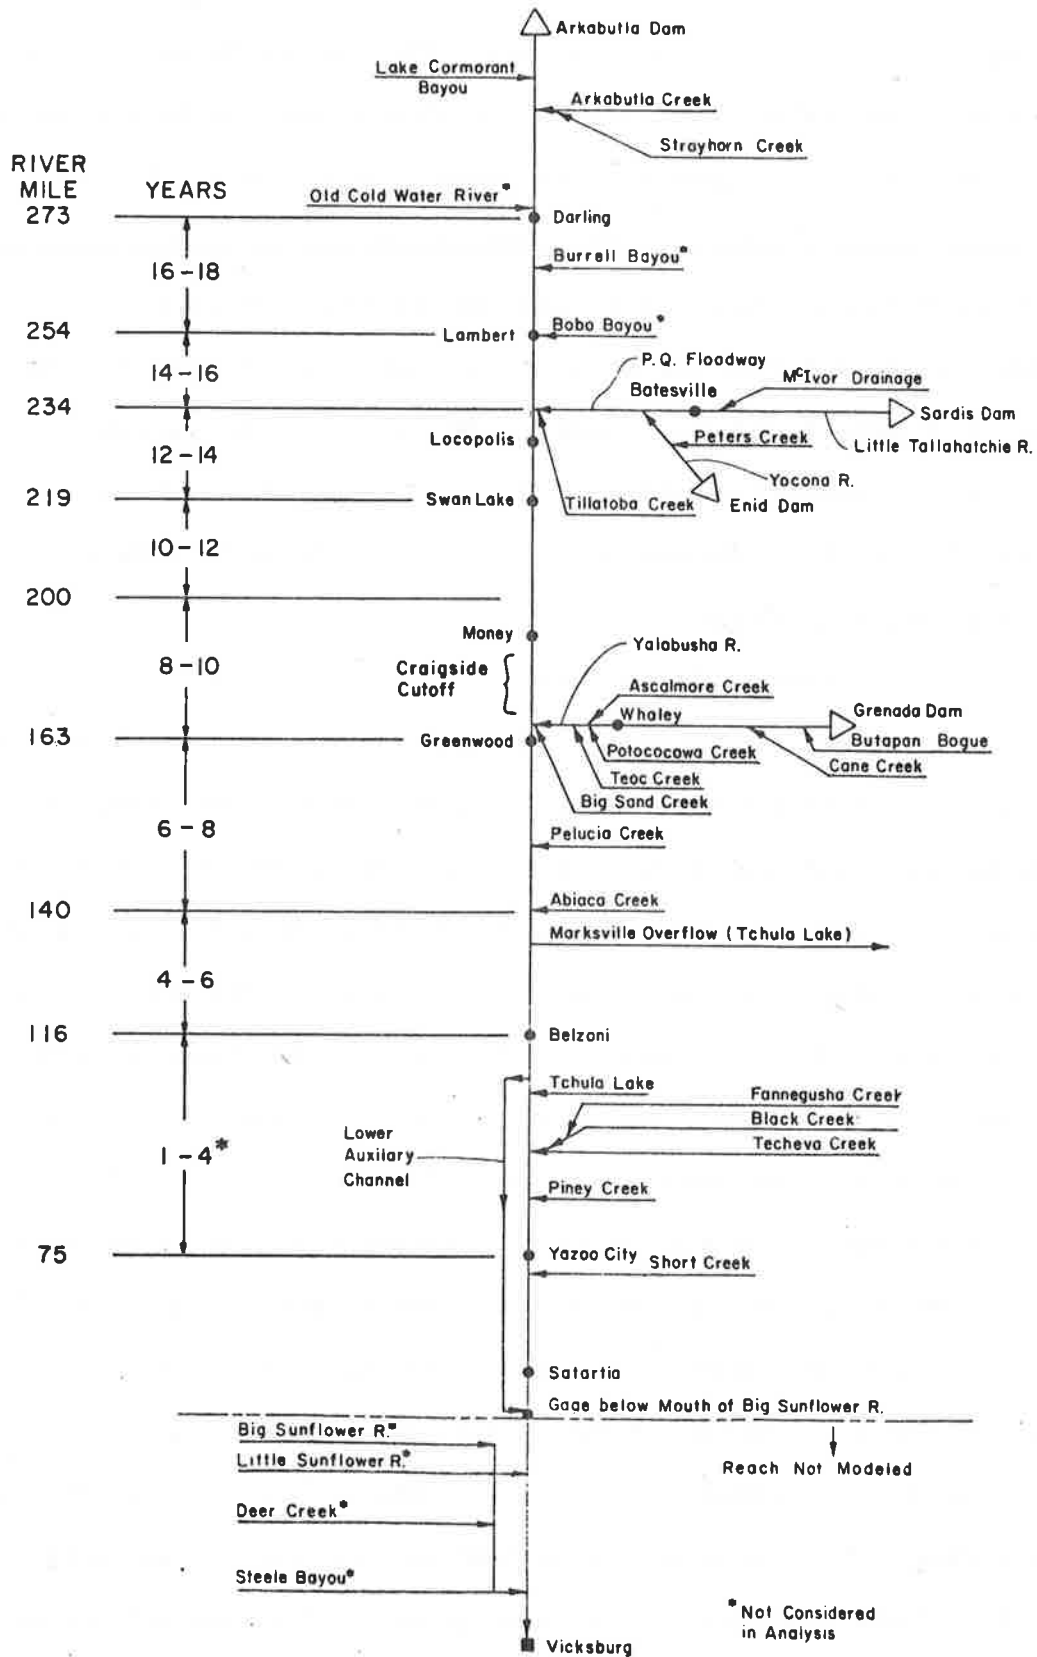 Arkabutla Dam
Lake Cormorant
Bayou
Arkabutla Creek
Strayhorn Creek
RIVER
MILE
YEARS
Old Cold Water River*
273
Darling
Burrell Bayou*
16-18
254
Lambert
Bobo Bayou*
P.Q. Floodway
14-16
Batesville
McIvor Drainage
234
Sardis Dam
Locopolis
Peters Creek
Little Tallahatchie R.
12-14
Yocona R.
219
Swan Lake
Tillatoba Creek
Enid Dam
10-12
200
Money
Yalobusha R.
8-10
Craigside
Cutoff
Ascalmore Creek
Whaley
Grenada Dam
163
Greenwood
Butapan Bogue
Potococowa Creek
Cane Creek
Teoc Creek
Big Sand Creek
6-8
Pelucia Creek
140
Abiaca Creek
Marksville Overflow (Tchula Lake)
4-6
116
Belzoni
Tchula Lake
Fannegusha Creek
Black Creek
Techeva Creek
1-4*
Lower
Auxilary
Channel
Piney Creek
75
Yazoo City
Short Creek
Satartia
Gage below Mouth of Big Sunflower R.
Big Sunflower R.*
Little Sunflower R.*
Reach Not Modeled
Deer Creek*
Steele Bayou*
*Not Considered
in Analysis
Vicksburg